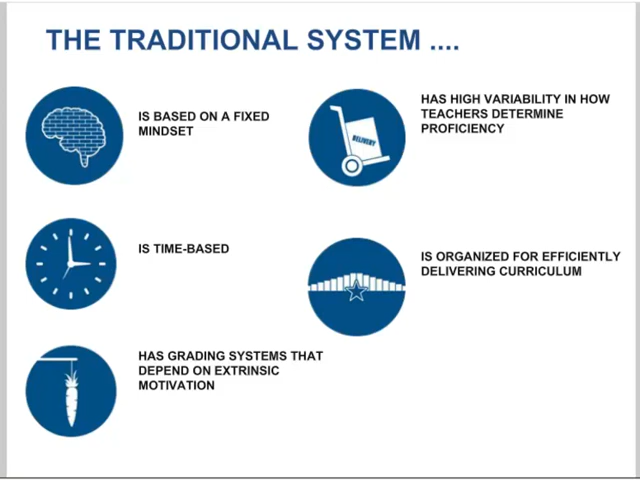 THE TRADITIONAL SYSTEM ....
IS BASED ON A FIXED
MINDSET
IS TIME-BASED
HAS GRADING SYSTEMS THAT
DEPEND ON EXTRINSIC
MOTIVATION
HAS HIGH VARIABILITY IN HOW
TEACHERS DETERMINE
PROFICIENCY
DELIVERY
IS ORGANIZED FOR EFFICIENTLY
DELIVERING CURRICULUM